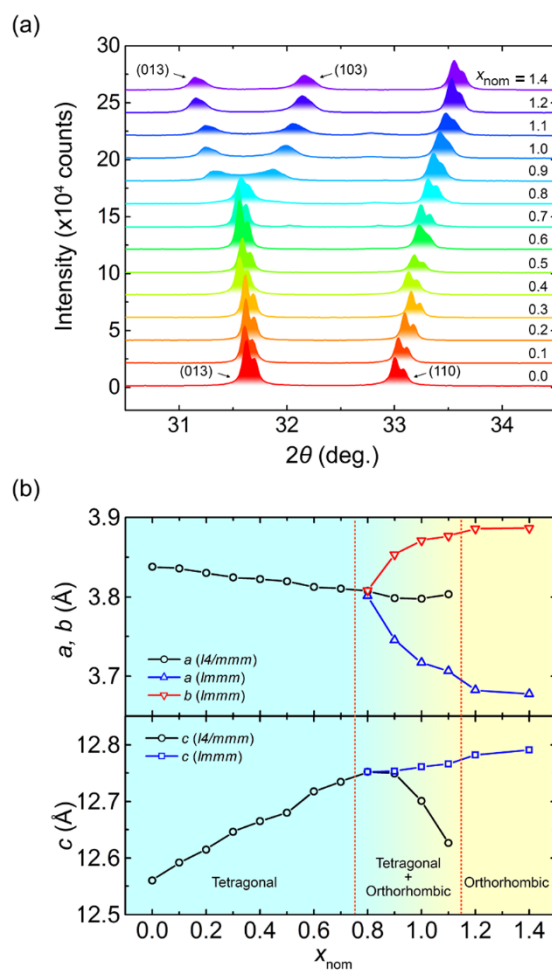 (a)
30
25
20
15
10
5
0
Intensity (x10⁴ counts)
(013)
(103)
x_nom = 1.4
1.2
1.1
1.0
0.9
0.8
0.7
0.6
0.5
0.4
0.3
0.2
0.1
0.0
(013)
(110)
31 32 33 34
2θ (deg.)
(b)
3.9
3.8
3.7
a, b (Å)
a (I4/mmm)
a (Immm)
b (Immm)
12.8
12.7
12.6
12.5
c (Å)
c (I4/mmm)
c (Immm)
Tetragonal
Tetragonal
+
Orthorhombic
Orthorhombic
0.0 0.2 0.4 0.6 0.8 1.0 1.2 1.4
x_nom